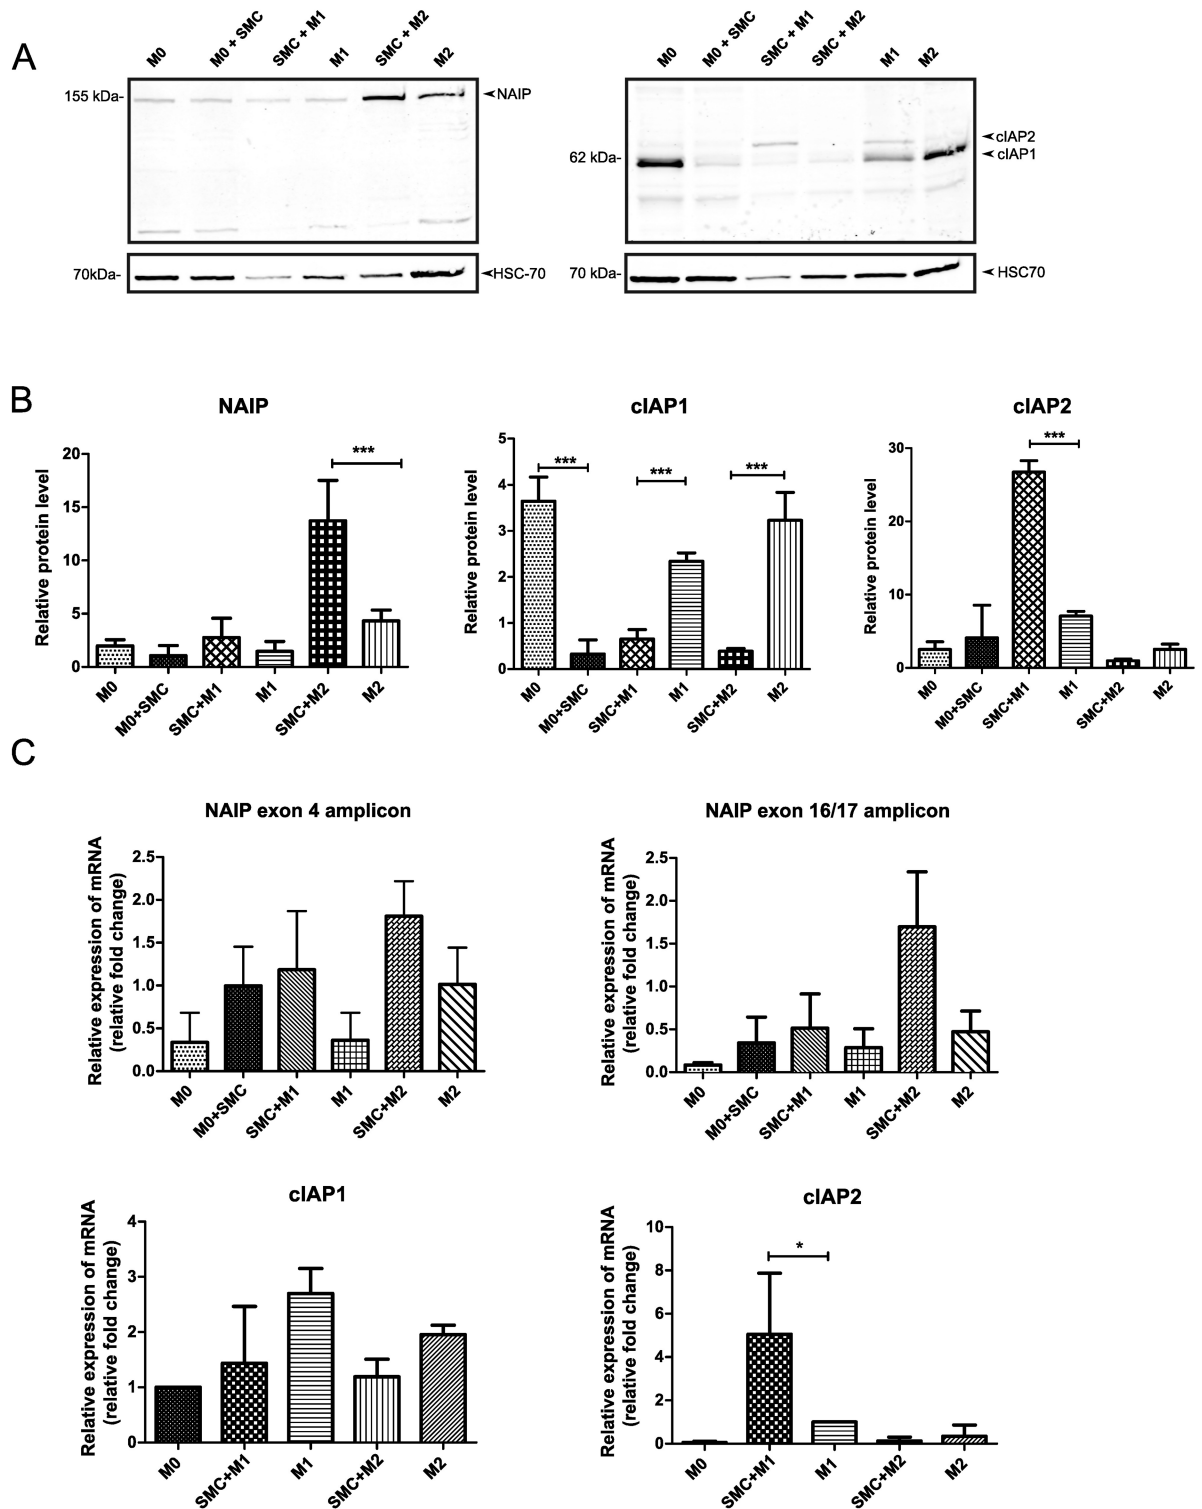 A
M0
M0 + SMC
SMC + M1
M1
SMC + M2
M2
155 kDa-
NAIP
70kDa-
HSC-70
M0
M0 + SMC
SMC + M1
SMC + M2
M1
M2
62 kDa-
cIAP2
cIAP1
70 kDa-
HSC70
B
NAIP
Relative protein level
20
15
10
5
0
***
M0
M0+SMC
SMC+M1
M1
SMC+M2
M2
cIAP1
Relative protein level
5
4
3
2
1
0
***
***
***
M0
M0+SMC
SMC+M1
M1
SMC+M2
M2
cIAP2
Relative protein level
30
20
10
0
***
M0
M0+SMC
SMC+M1
M1
SMC+M2
M2
C
NAIP exon 4 amplicon
Relative expression of mRNA
(relative fold change)
2.5
2.0
1.5
1.0
0.5
0.0
M0
M0+SMC
SMC+M1
M1
SMC+M2
M2
NAIP exon 16/17 amplicon
Relative expression of mRNA
(relative fold change)
2.5
2.0
1.5
1.0
0.5
0.0
M0
M0+SMC
SMC+M1
M1
SMC+M2
M2
cIAP1
Relative expression of mRNA
(relative fold change)
4
3
2
1
0
M0
SMC+M1
M1
SMC+M2
M2
cIAP2
Relative expression of mRNA
(relative fold change)
10
8
6
4
2
0
*
M0
SMC+M1
M1
SMC+M2
M2